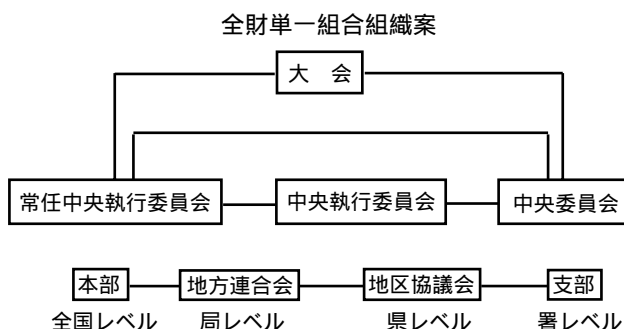 全財単一組合組織案
大　会
常任中央執行委員会　中央執行委員会　中央委員会
本部　地方連合会　地区協議会　支部
全国レベル　局レベル　県レベル　署レベル